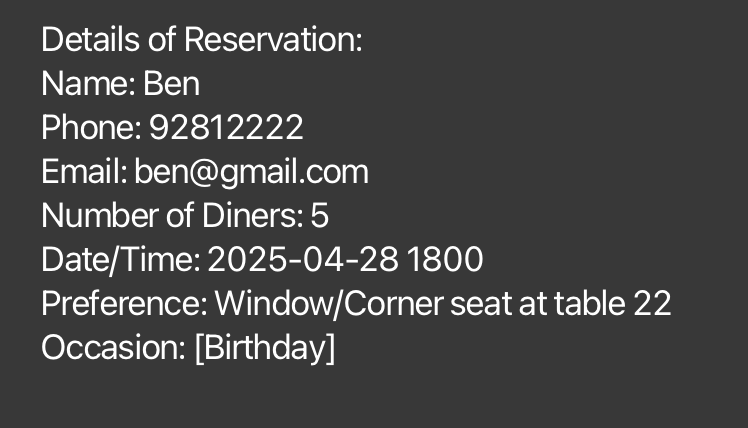 Details of Reservation:
Name: Ben
Phone: 92812222
Email: ben@gmail.com
Number of Diners: 5
Date/Time: 2025-04-28 1800
Preference: Window/Corner seat at table 22
Occasion: [Birthday]